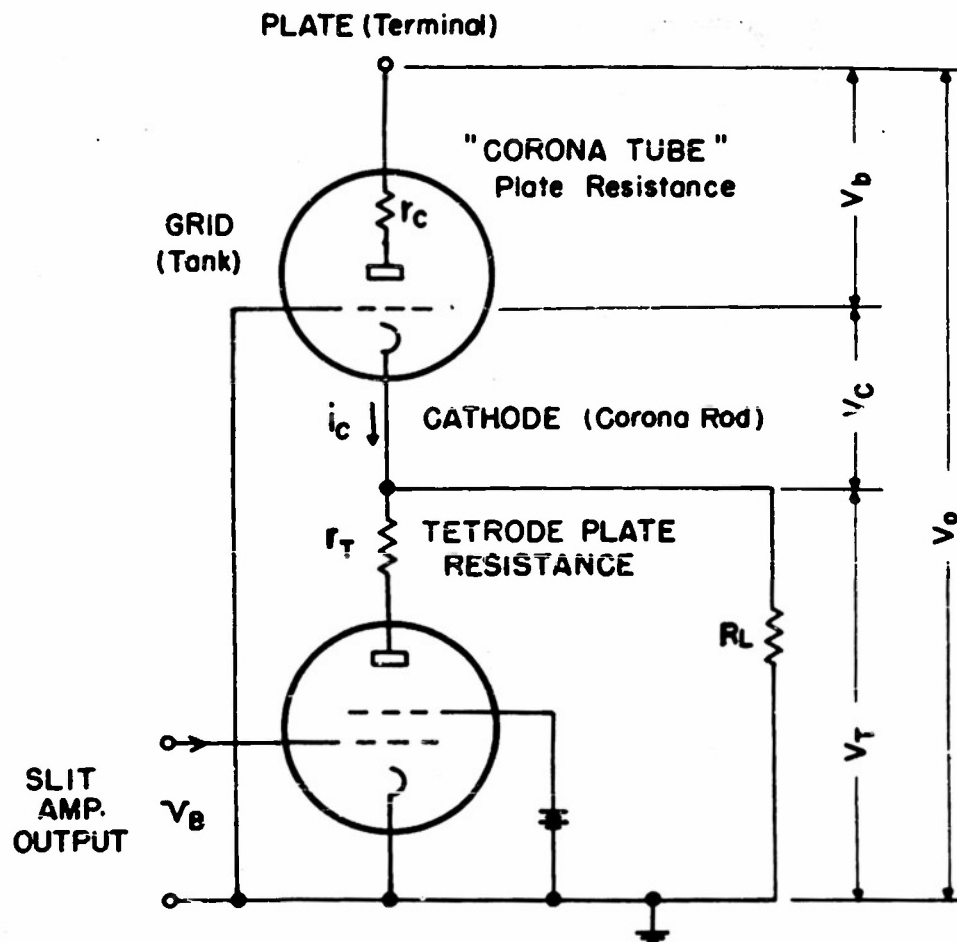 PLATE (Terminal)
"CORONA TUBE"
Plate Resistance
rC
GRID
(Tank)
Vb
VC
iC
CATHODE (Corona Rod)
Vo
rT
TETRODE PLATE
RESISTANCE
RL
VT
SLIT
AMP.
OUTPUT
VB